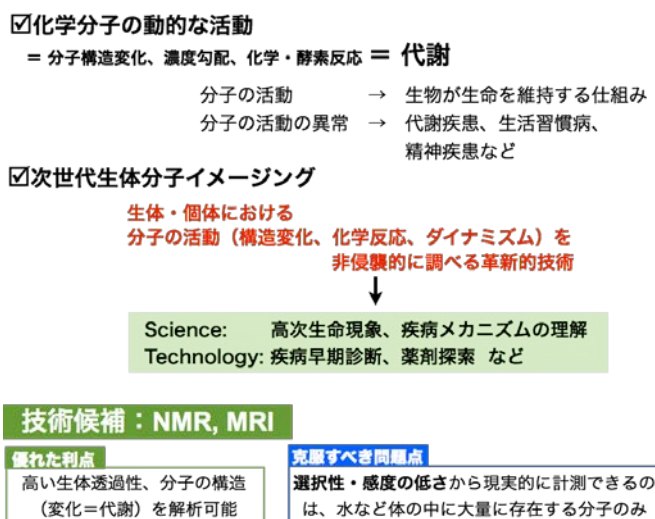 ☑化学分子の動的な活動
= 分子構造変化、濃度勾配、化学・酵素反応 = 代謝
分子の活動 → 生物が生命を維持する仕組み
分子の活動の異常 → 代謝疾患、生活習慣病、
精神疾患など
☑次世代生体分子イメージング
生体・個体における
分子の活動（構造変化、化学反応、ダイナミズム）を
非侵襲的に調べる革新的技術
↓
Science: 高次生命現象、疾病メカニズムの理解
Technology: 疾病早期診断、薬剤探索 など
技術候補：NMR, MRI
優れた利点
高い生体透過性、分子の構造
（変化=代謝）を解析可能
克服すべき問題点
選択性・感度の低さから現実的に計測できるの
は、水など体の中に大量に存在する分子のみ